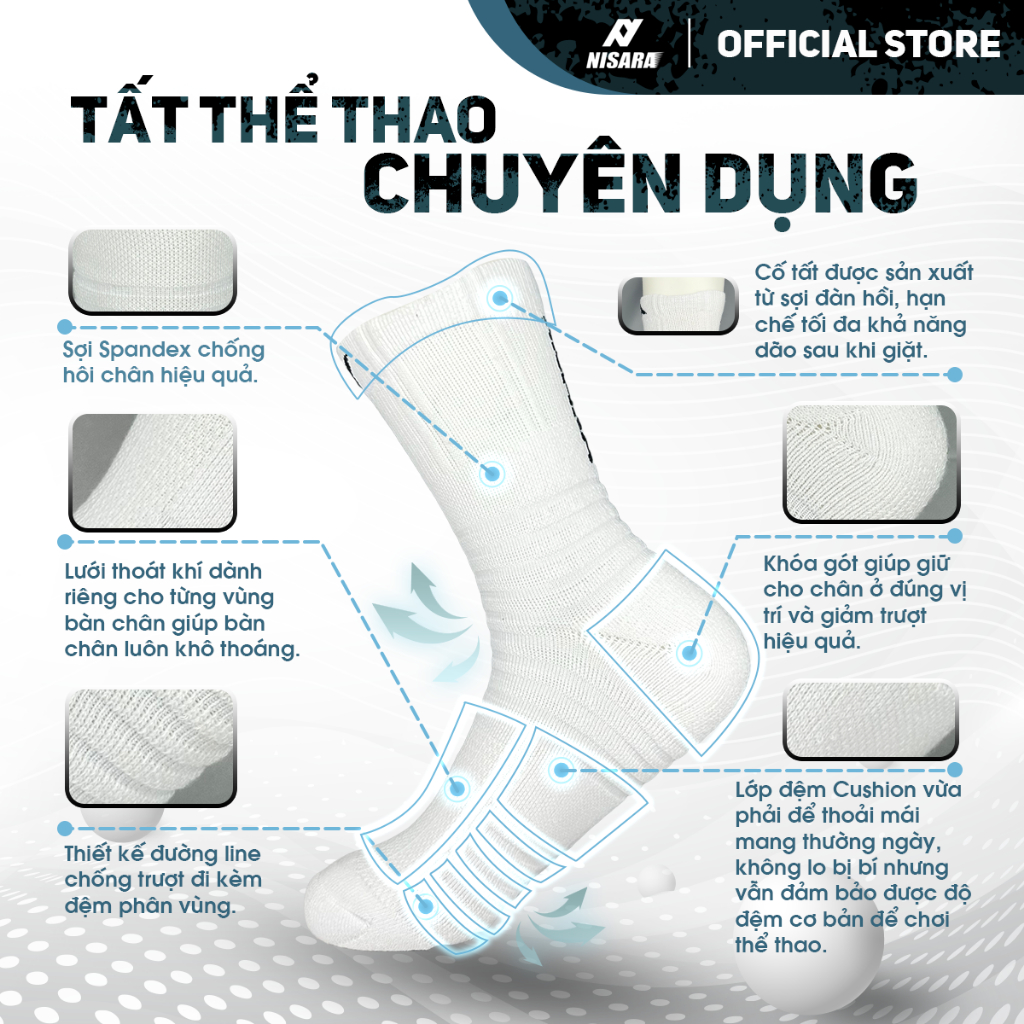 NISARA
OFFICIAL STORE
TẤT THỂ THAO
CHUYÊN DỤNG
Sợi Spandex chống
hôi chân hiệu quả.
Cổ tất được sản xuất
từ sợi đàn hồi, hạn
chế tối đa khả năng
dão sau khi giặt.
Lưới thoát khí dành
riêng cho từng vùng
bàn chân giúp bàn
chân luôn khô thoáng.
Khóa gót giúp giữ
cho chân ở đúng vị
trí và giảm trượt
hiệu quả.
Thiết kế đường line
chống trượt đi kèm
đệm phân vùng.
Lớp đệm Cushion vừa
phải để thoải mái
mang thường ngày,
không lo bị bí nhưng
vẫn đảm bảo được độ
đệm cơ bản để chơi
thể thao.